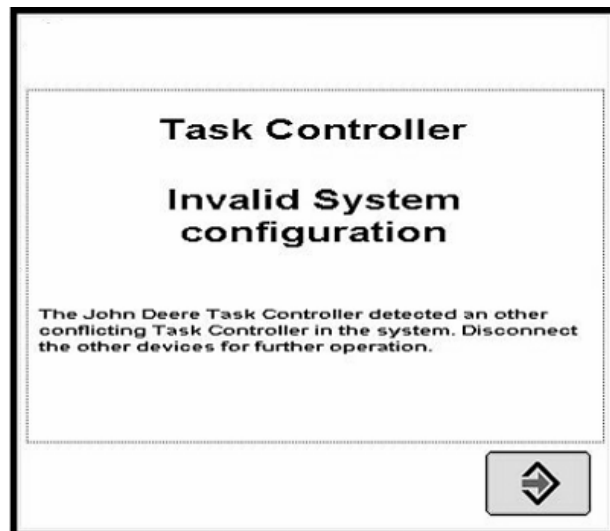 Task Controller
Invalid System
configuration
The John Deere Task Controller detected an other
conflicting Task Controller in the system. Disconnect
the other devices for further operation.